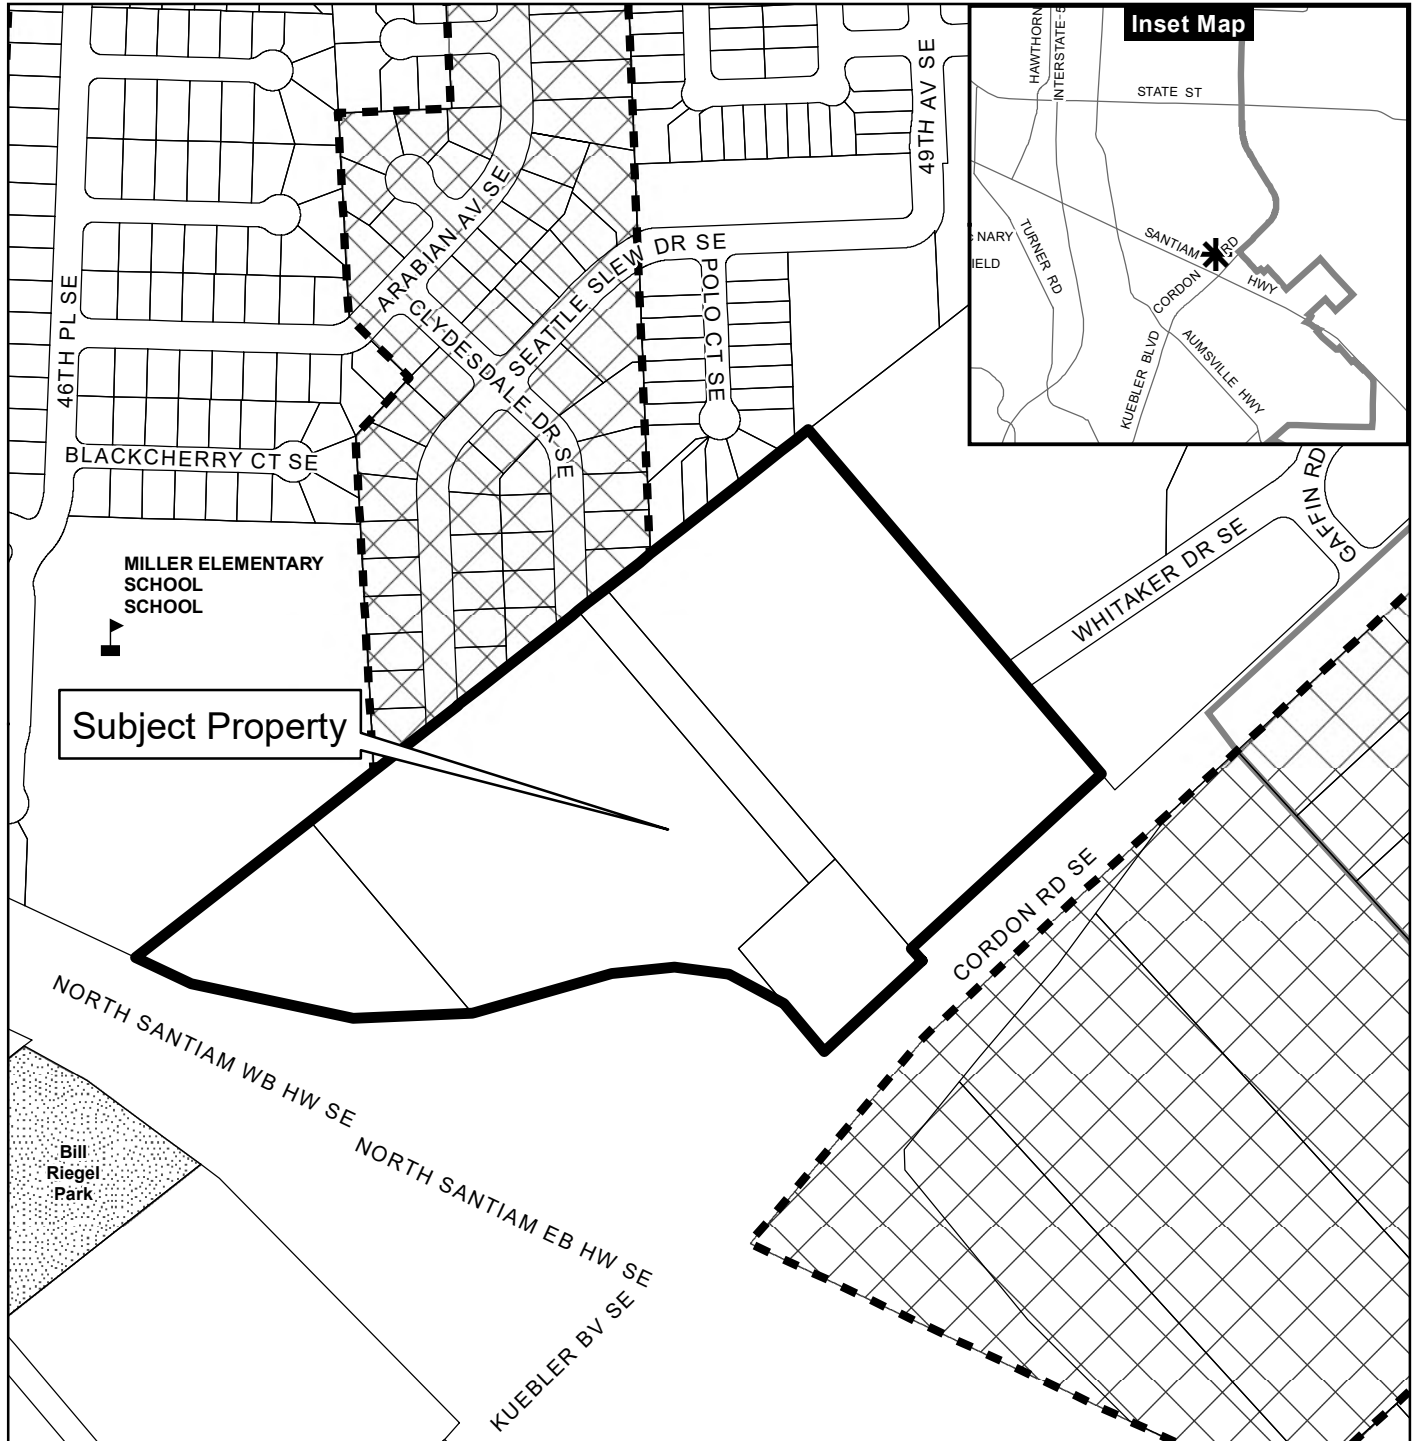 Inset Map
HAWTHORN
INTERSTATE-5
STATE ST
TURNER RD
NARY
IELD
SANTIAM
HWY
CORDON
RD
KUEBLER BLVD
AUMSVILLE HWY
49TH AV SE
46TH PL SE
ARABIAN AV SE
CLYDESDALE DR SE
SEATTLE SLEW DR SE
POLO CT SE
BLACKCHERRY CT SE
GAFFIN RD
WHITAKER DR SE
MILLER ELEMENTARY
SCHOOL
SCHOOL
Subject Property
CORDON RD SE
NORTH SANTIAM WB HW SE
NORTH SANTIAM EB HW SE
KUEBLER BV SE
Bill
Riegel
Park